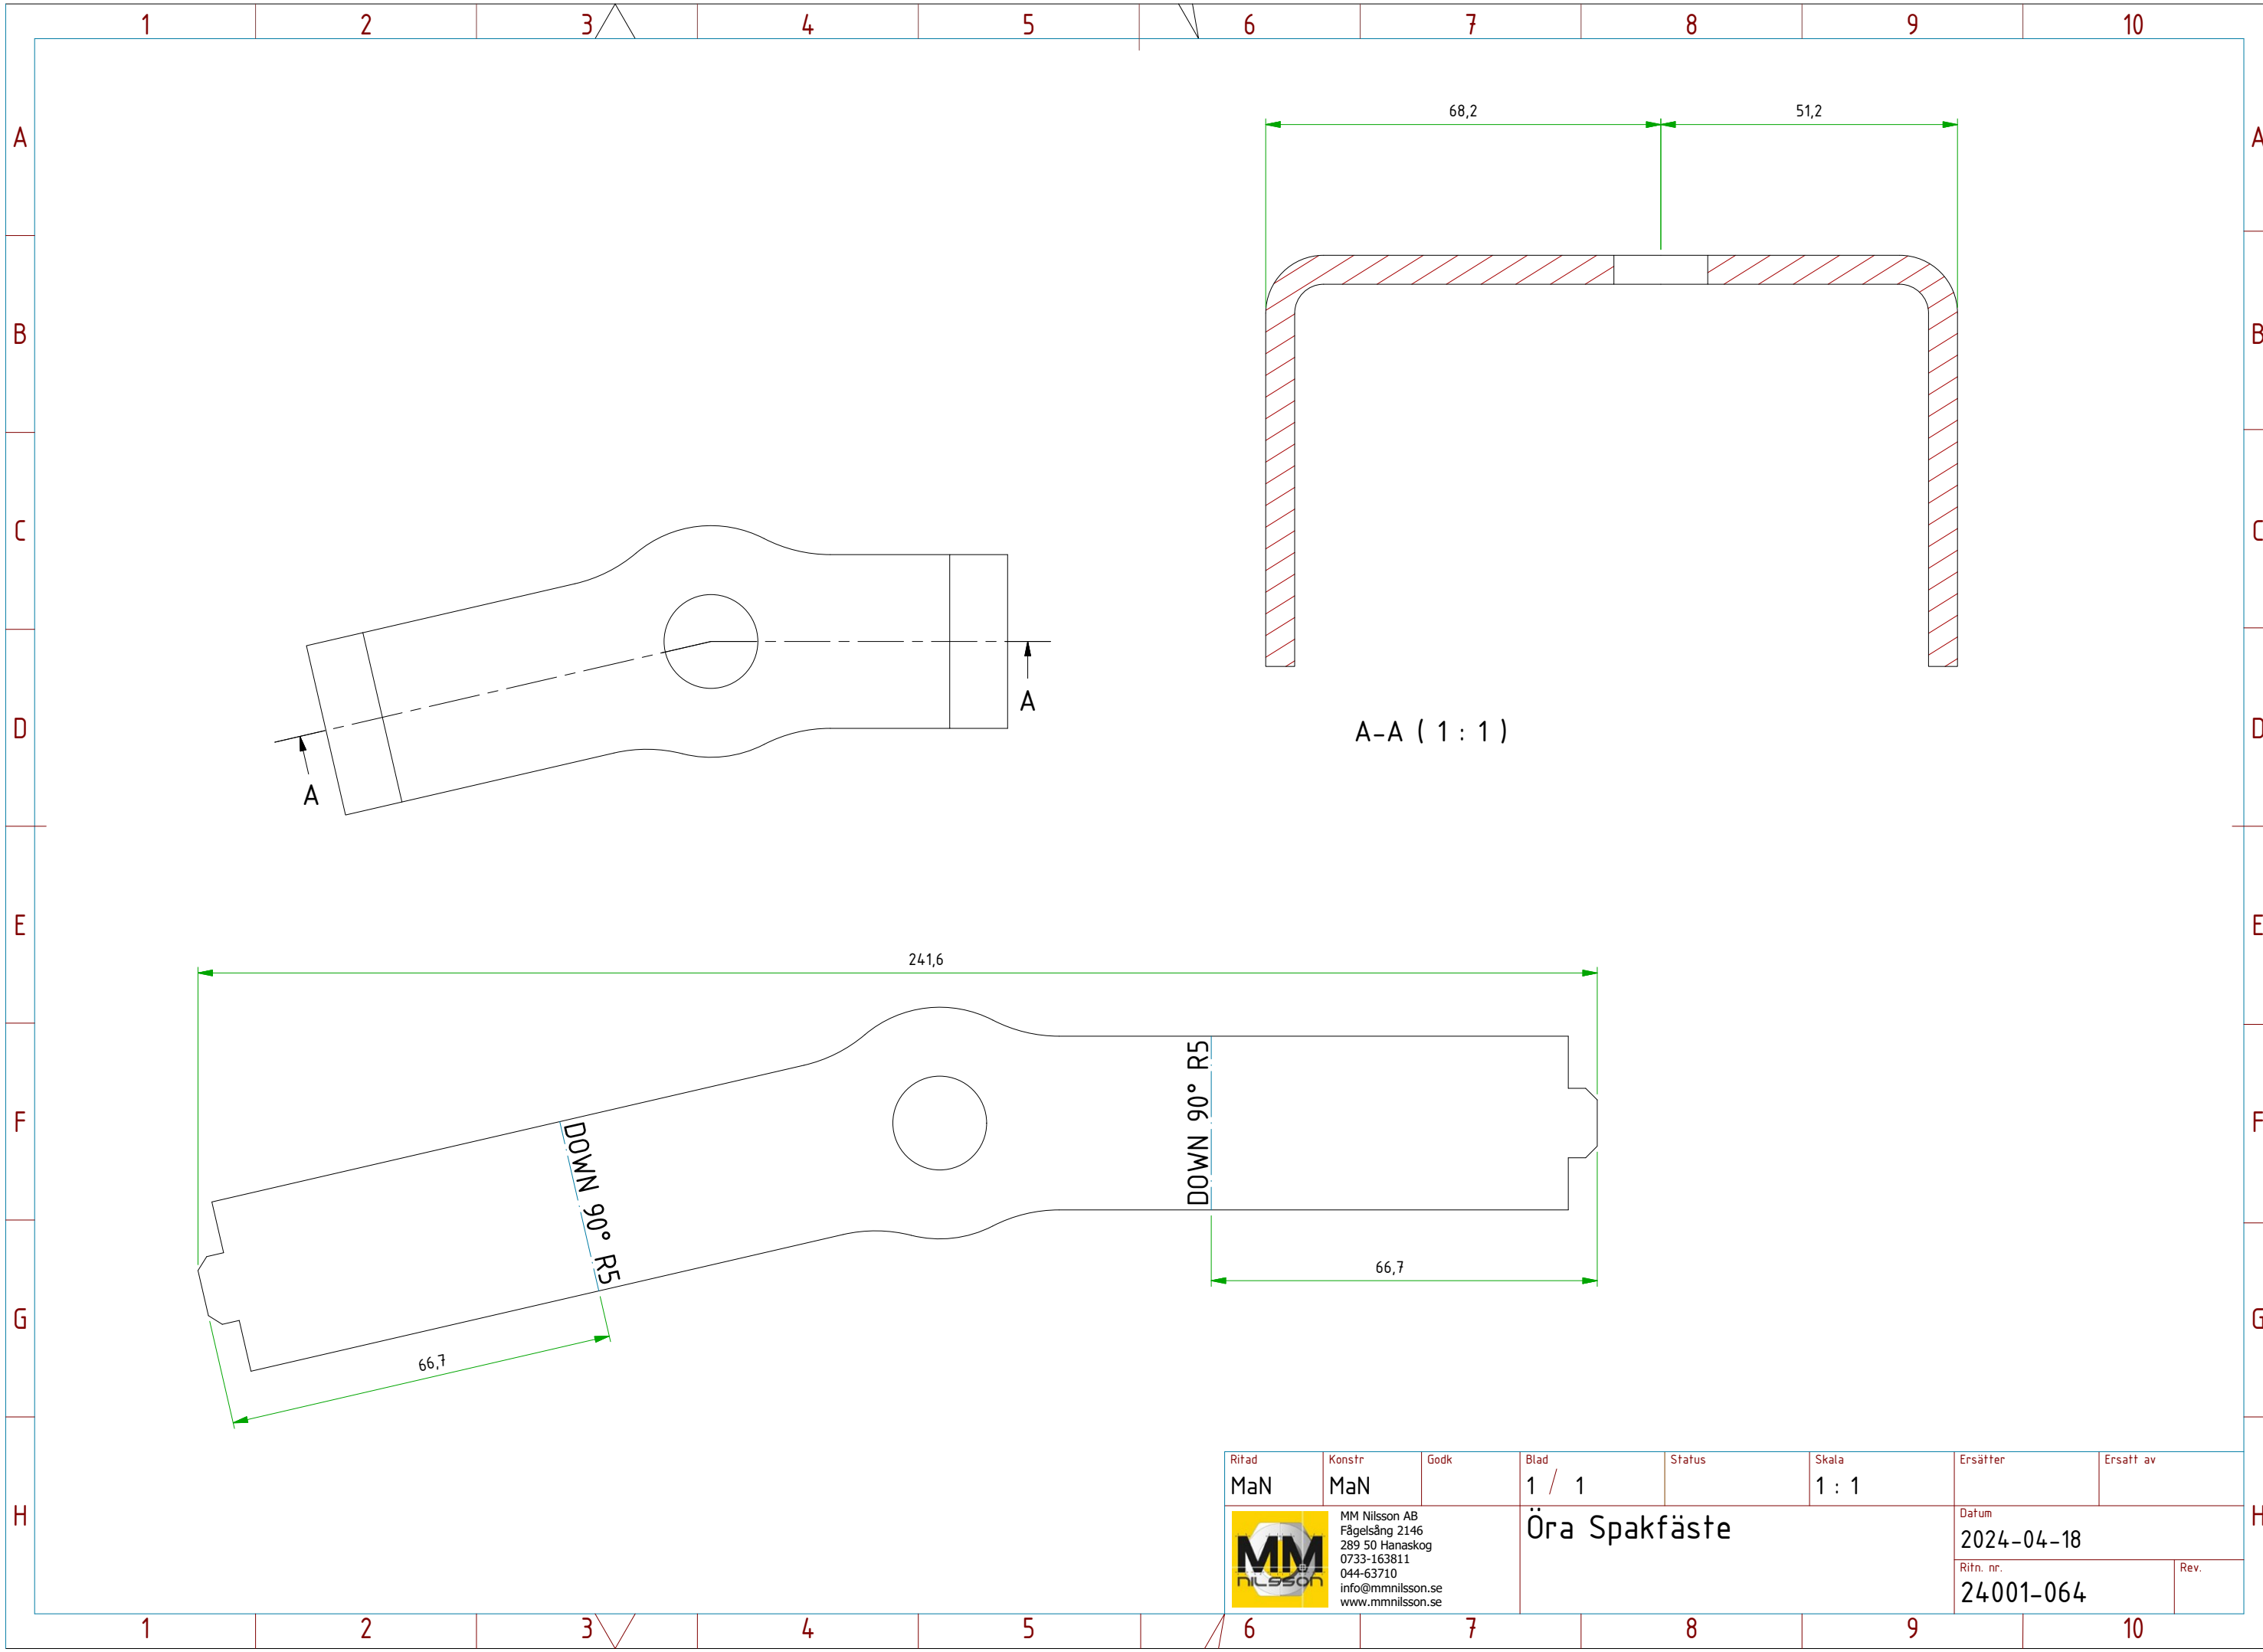 1 2 3 4 5 6 7 8 9 10
A A
B B
C C
D D
E E
F F
G G
H H
68,2 51,2
A A
A-A ( 1 : 1 )
241,6
DOWN 90° R5
DOWN 90° R5
66,7
66,7
Ritad Konstr Godk Blad Status Skala Ersätter Ersatt av
MaN MaN 1 / 1 1 : 1
MM
NILSSON
MM Nilsson AB
Fågelsång 2146
289 50 Hanaskog
0733-163811
044-63710
info@mmnilsson.se
www.mmnilsson.se
Öra Spakfäste
Datum
2024-04-18
Ritn. nr. Rev.
24001-064
1 2 3 4 5 6 7 8 9 10